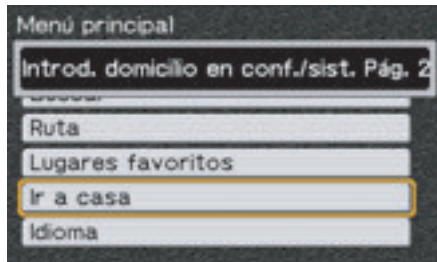 Menú principal
Introd. domicilio en conf./sist. Pág. 2
Ruta
Lugares favoritos
Ir a casa
Idioma